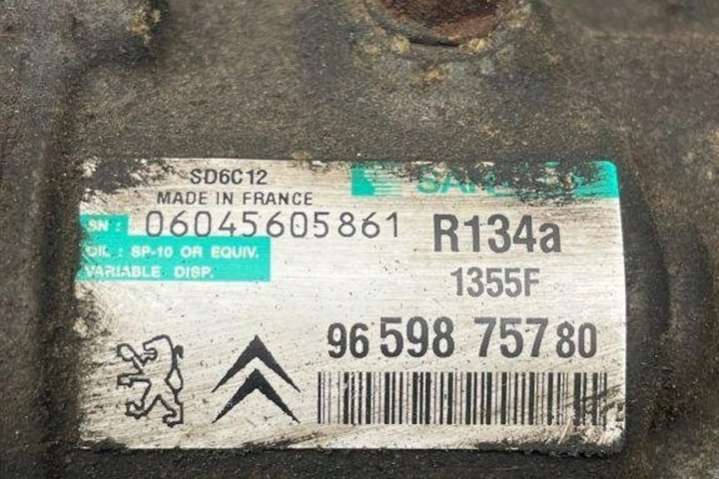 SD6C12
MADE IN FRANCE
SN : 06045605861
OIL : SP-10 OR EQUIV.
VARIABLE DISP.
R134a
1355F
96 598 757 80